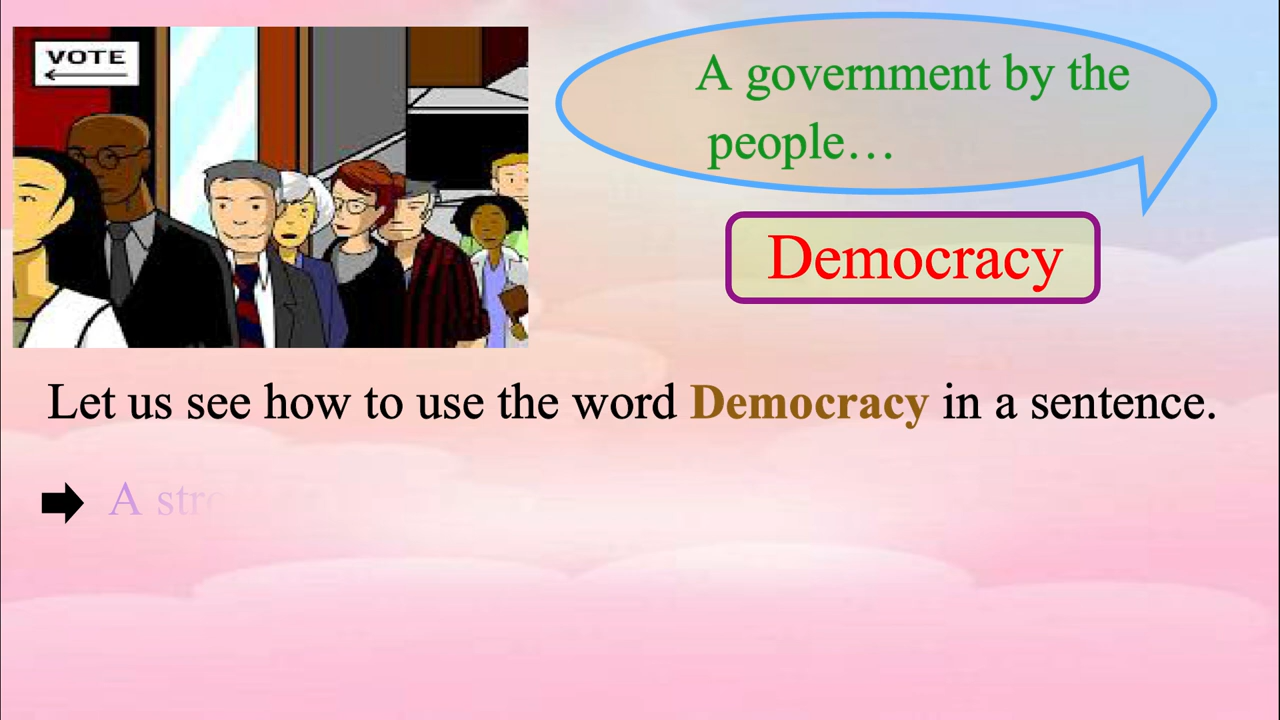 VOTE
A government by the
people…
Democracy
Let us see how to use the word Democracy in a sentence.
A